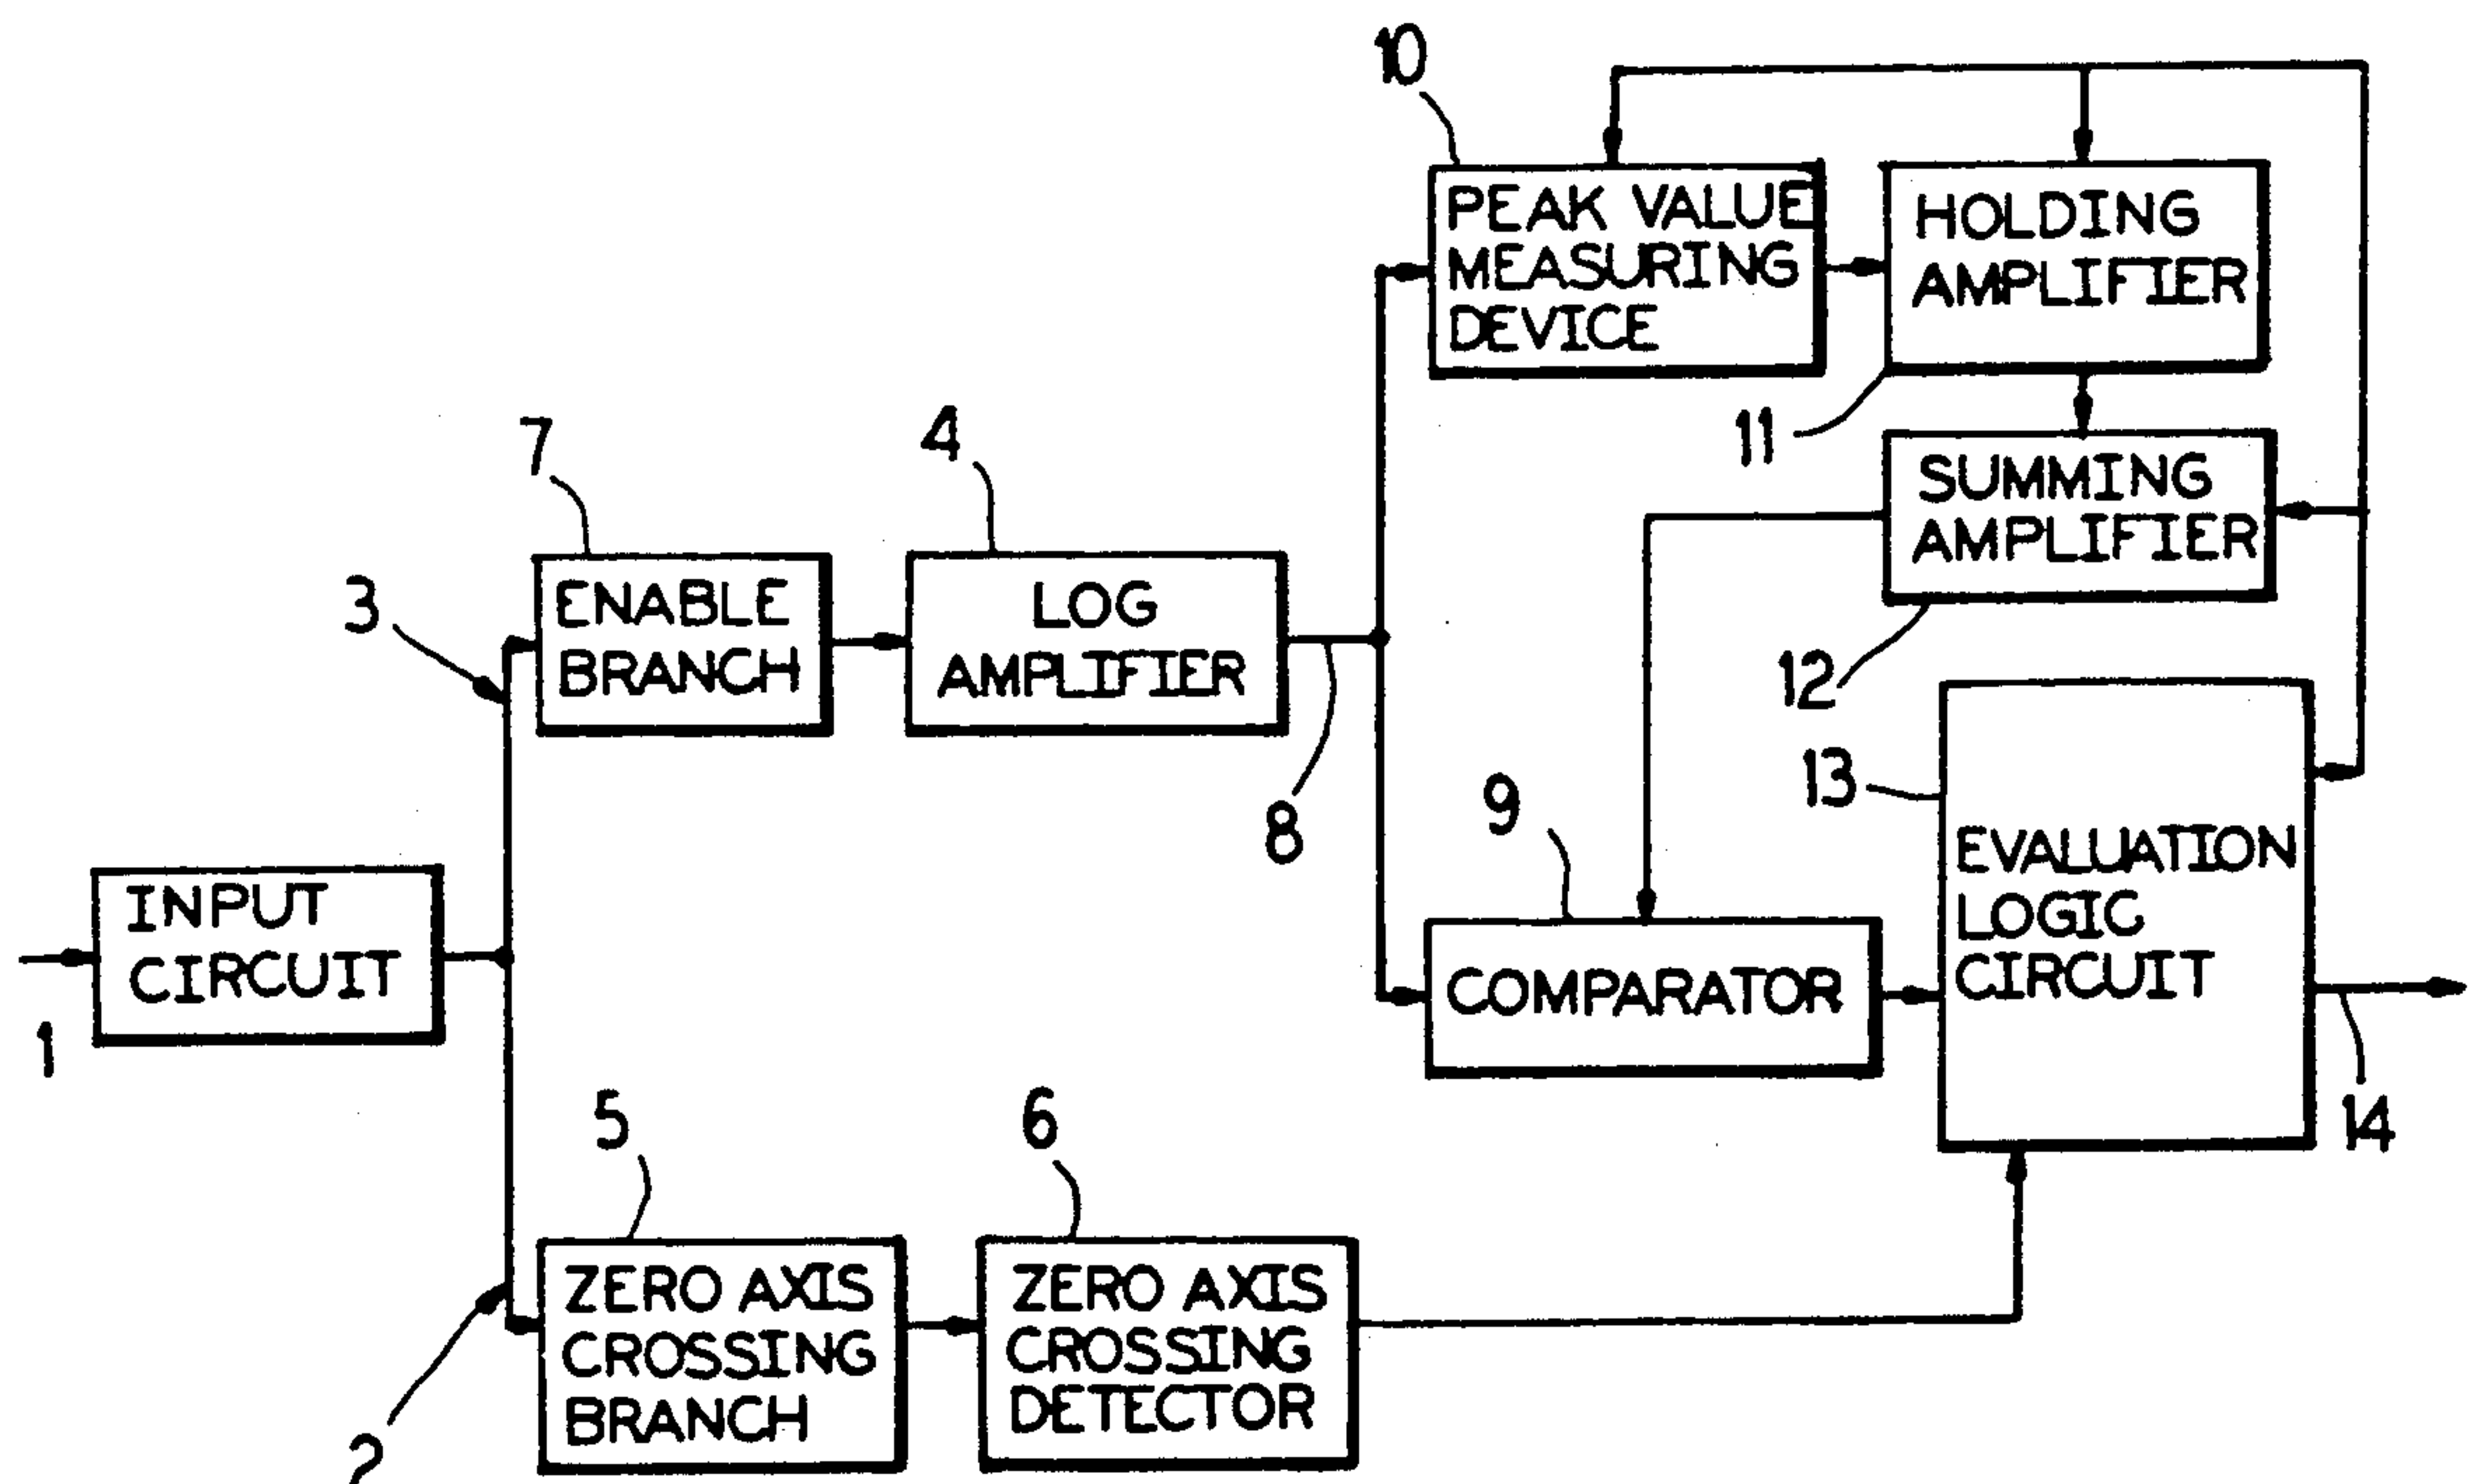 10
PEAK VALUE
MEASURING
DEVICE
HOLDING
AMPLIFIER
11
7
4
SUMMING
AMPLIFIER
12
3
ENABLE
BRANCH
LOG
AMPLIFIER
8
13
9
EVALUATION
LOGIC
CIRCUIT
INPUT
CIRCUIT
1
COMPARATOR
14
5
6
ZERO AXIS
CROSSING
BRANCH
ZERO AXIS
CROSSING
DETECTOR
2